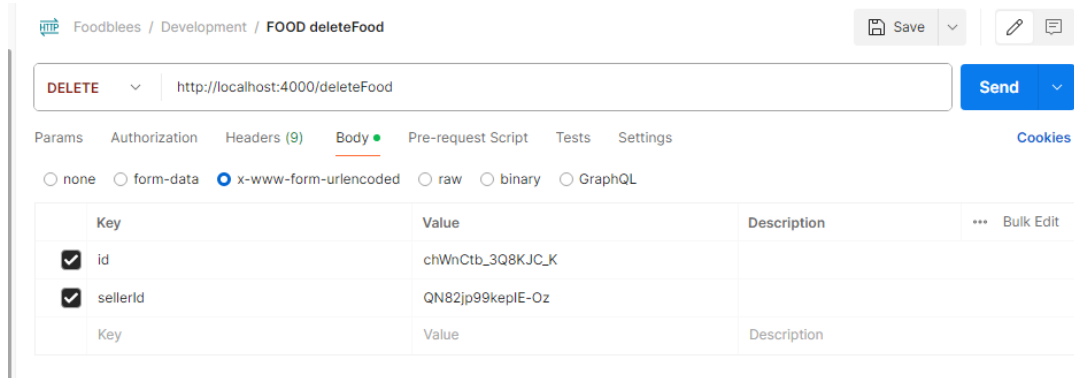 HTTP Foodblees / Development / FOOD deleteFood Save
DELETE http://localhost:4000/deleteFood Send
Params Authorization Headers (9) Body Pre-request Script Tests Settings Cookies
none form-data x-www-form-urlencoded raw binary GraphQL
Key Value Description ••• Bulk Edit
id chWnCtb_3Q8KJC_K
sellerId QN82jp99keplE-Oz
Key Value Description